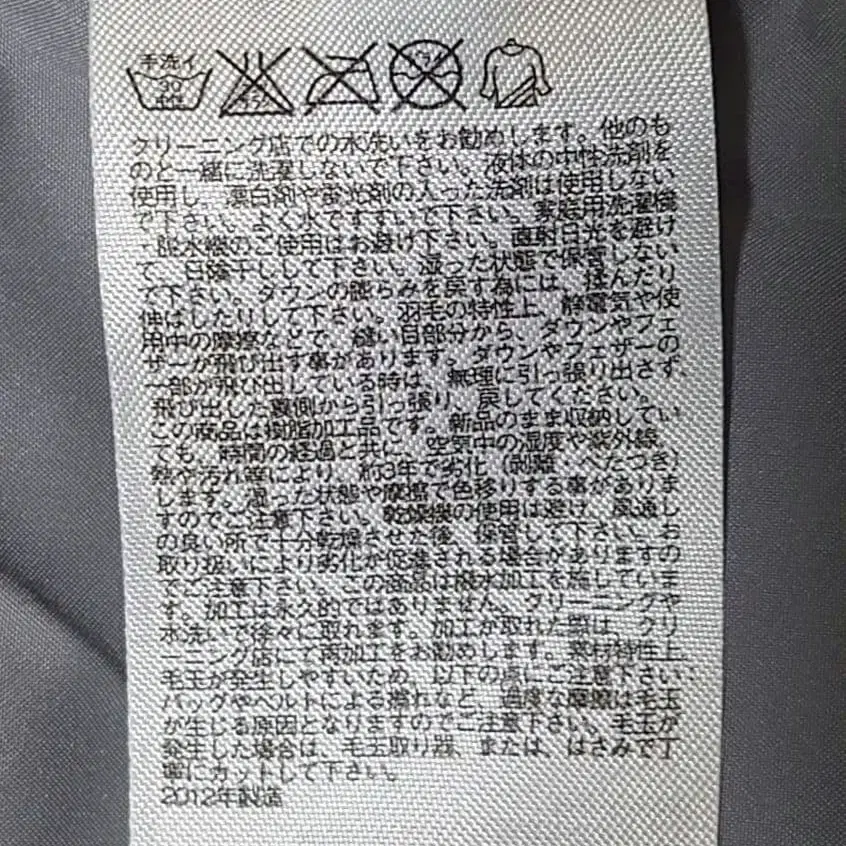 手洗イ
30
中性
エンソ
サラシ
ドライ
クリーニング店での水洗いをお勧めします。他のも
のと一緒に洗濯しないで下さい。液体の中性洗剤を
使用し、漂白剤や蛍光剤の入った洗剤は使用しない
で下さい。よく水ですすいで下さい。家庭用洗濯機
・脱水機のご使用はお避け下さい。直射日光を避け
て、日陰干しして下さい。湿った状態で保管しない
で下さい。ダウンの膨らみを戻す為には、揉んだり
伸ばしたりして下さい。羽毛の特性上、静電気や使
用中の摩擦などで、縫い目部分から、ダウンやフェ
ザーが飛び出す事があります。ダウンやフェザーの
一部が飛び出している時は、無理に引っ張り出さず、
飛び出した裏側から引っ張り、戻してください。
この商品は樹脂加工品です。新品のまま収納してい
ても、時間の経過と共に、空気中の湿度や紫外線、
熱や汚れ等により、約3年で劣化（剥離・べたつき）
します。湿った状態や摩擦で色移りする事がありま
すのでご注意下さい。乾燥機の使用は避け、風通し
の良い所で十分乾燥させた後、保管して下さい。お
取り扱いにより劣化が促進される場合がありますの
でご注意下さい。この商品は撥水加工を施していま
す。加工は永久的ではありません。クリーニングや
水洗いで徐々に取れます。加工が取れた際は、クリ
ーニング店にて再加工をお勧めします。素材特性上、
毛玉が発生しやすいため、以下の点にご注意下さい：
バッグやベルトによる擦れなど、過度な摩擦は毛玉
が生じる原因となりますのでご注意下さい。毛玉が
発生した場合は、毛玉取り器、または、はさみで丁
寧にカットして下さい。
2012年製造